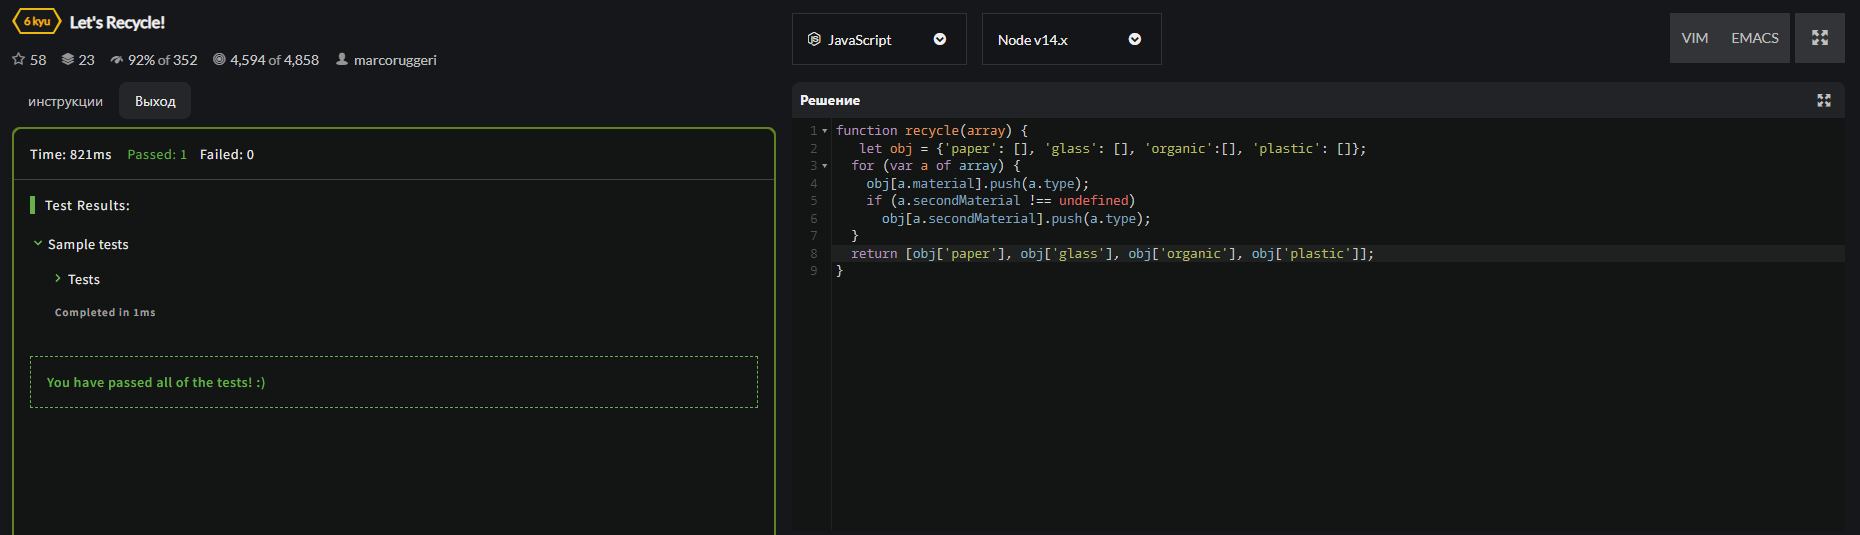 6 kyu Let's Recycle!
58 23 92% of 352 4,594 of 4,858 marcoruggeri
инструкции Выход
Time: 821ms Passed: 1 Failed: 0
Test Results:
Sample tests
Tests
Completed in 1ms
You have passed all of the tests! :)
JS JavaScript Node v14.x VIM EMACS
Решение
1 function recycle(array) {
2 let obj = {'paper': [], 'glass': [], 'organic':[], 'plastic': []};
3 for (var a of array) {
4 obj[a.material].push(a.type);
5 if (a.secondMaterial !== undefined)
6 obj[a.secondMaterial].push(a.type);
7 }
8 return [obj['paper'], obj['glass'], obj['organic'], obj['plastic']];
9 }